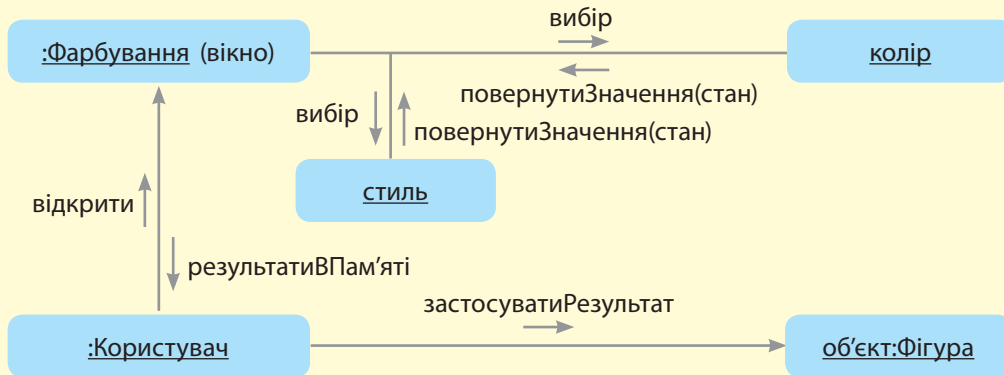 вибір
:Фарбування (вікно)
колір
повернутиЗначення(стан)
вибір
повернутиЗначення(стан)
стиль
відкрити
результатиВПам'яті
застосуватиРезультат
:Користувач
об'єкт:Фігура